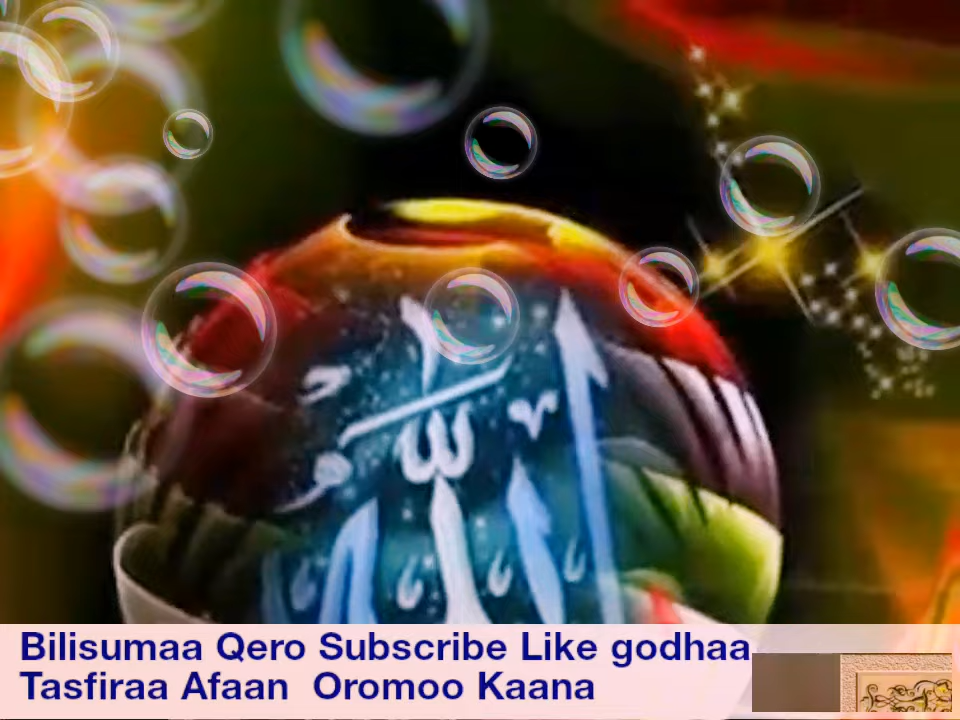 الله
Bilisumaa Qero Subscribe Like godhaa
Tasfiraa Afaan Oromoo Kaana